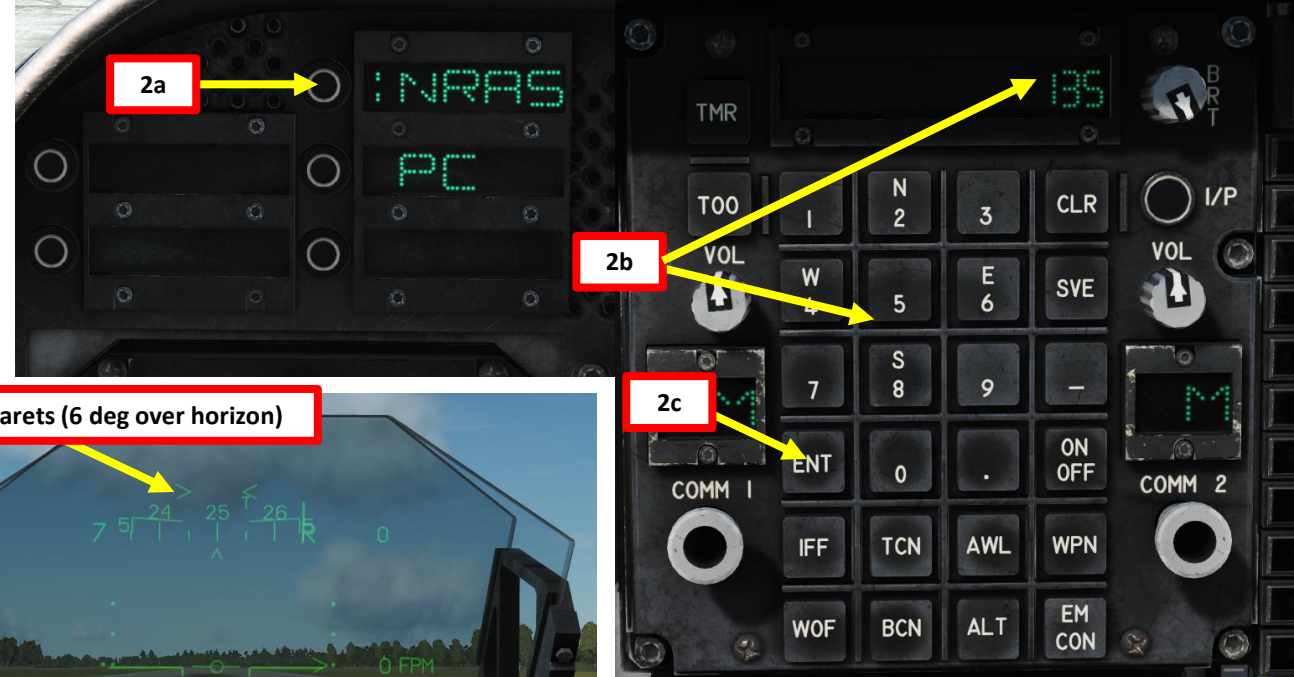 2a
:NRAS
PC
135
BRT
TMR
TOO
1
N
2
3
CLR
I/P
VOL
2b
W
4
5
E
6
SVE
VOL
7
S
8
9
–
2c
M
M
ENT
0
.
ON
OFF
COMM 1
COMM 2
IFF
TCN
AWL
WPN
WOF
BCN
ALT
EM
CON
arets (6 deg over horizon)
24
25
26
7
5
R
0
0 FPM